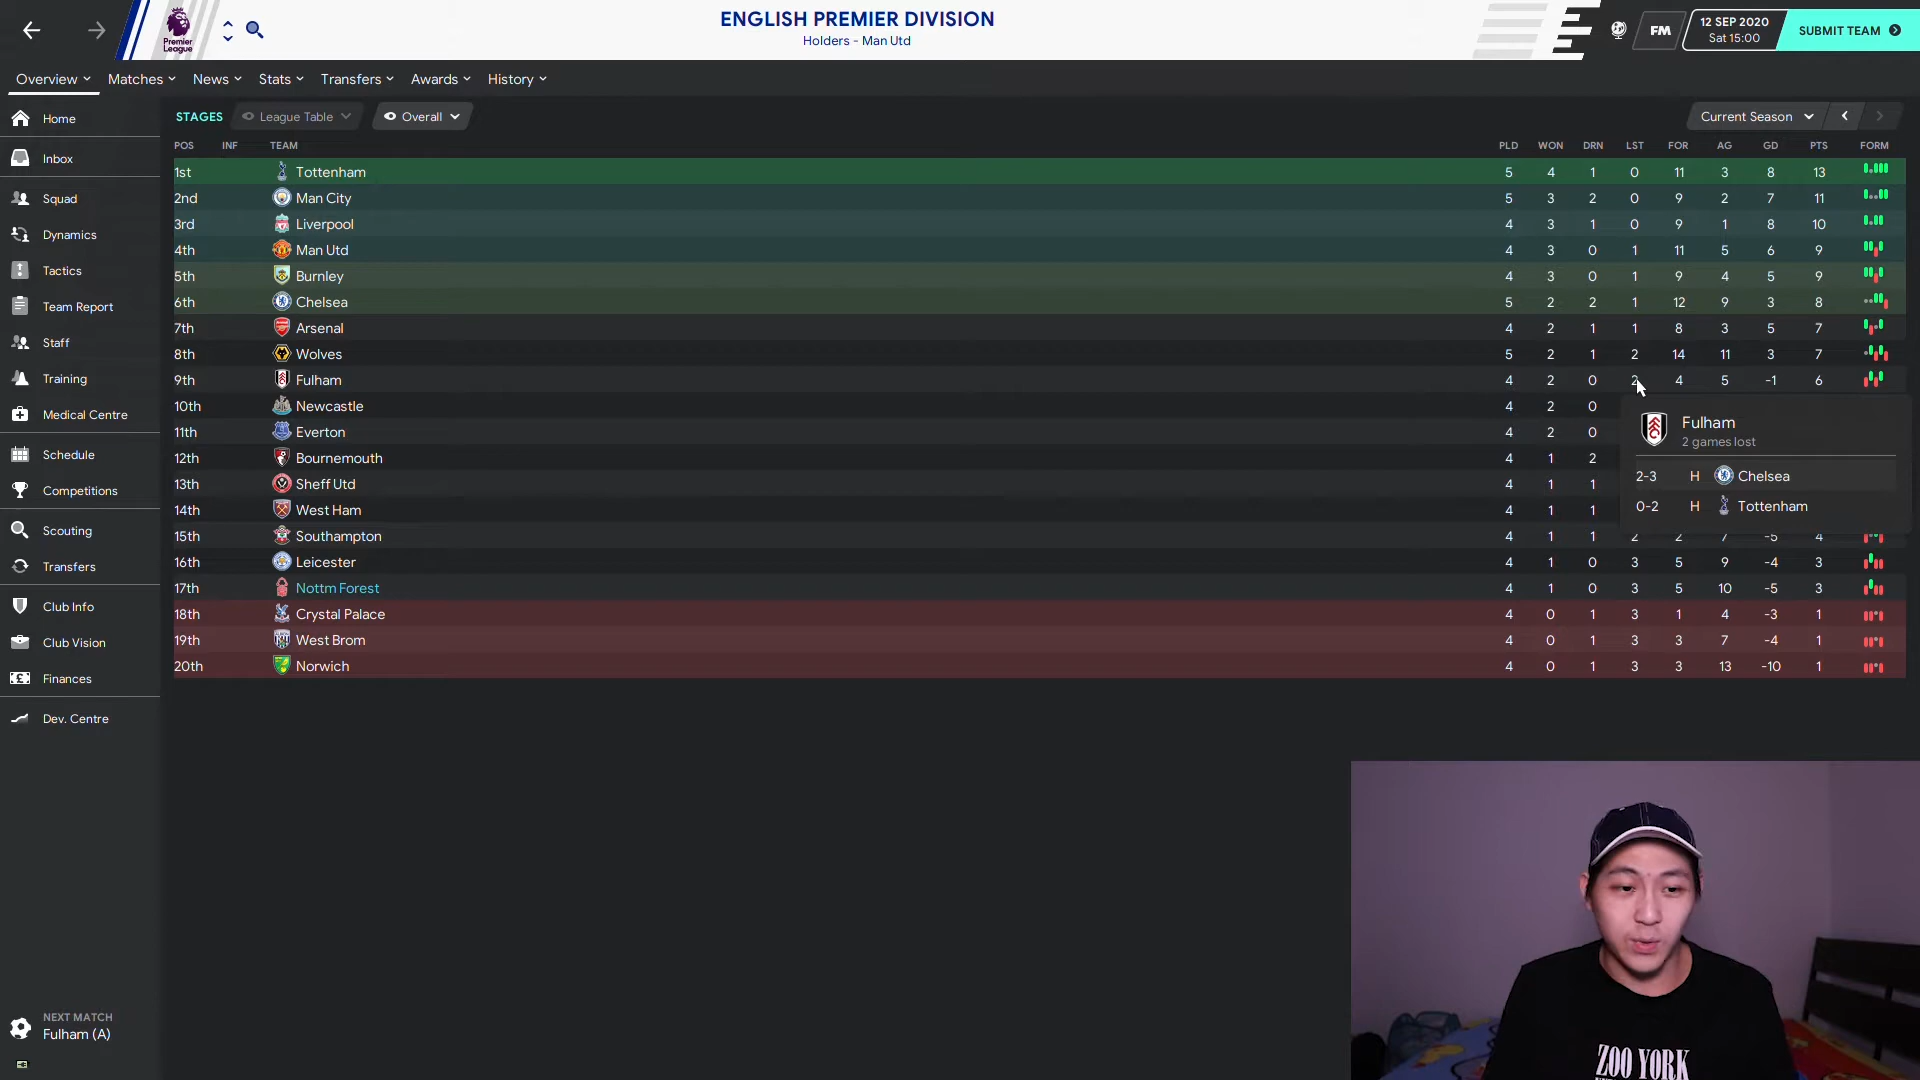 Premier League
ENGLISH PREMIER DIVISION
Holders - Man Utd
FM
12 SEP 2020
Sat 15:00
SUBMIT TEAM
Overview
Matches
News
Stats
Transfers
Awards
History
Home
Inbox
Squad
Dynamics
Tactics
Team Report
Staff
Training
Medical Centre
Schedule
Competitions
Scouting
Transfers
Club Info
Club Vision
Finances
Dev. Centre
NEXT MATCH
Fulham (A)
STAGES League Table Overall Current Season
POS INF TEAM PLD WON DRN LST FOR AG GD PTS FORM
1st Tottenham 5 4 1 0 11 3 8 13
2nd Man City 5 3 2 0 9 2 7 11
3rd Liverpool 4 3 1 0 9 1 8 10
4th Man Utd 4 3 0 1 11 5 6 9
5th Burnley 4 3 0 1 9 4 5 9
6th Chelsea 5 2 2 1 12 9 3 8
7th Arsenal 4 2 1 1 8 3 5 7
8th Wolves 5 2 1 2 14 11 3 7
9th Fulham 4 2 0 2 4 5 -1 6
10th Newcastle 4 2 0
11th Everton 4 2 0
12th Bournemouth 4 1 2
13th Sheff Utd 4 1 1
14th West Ham 4 1 1
15th Southampton 4 1 1 2 2 7 -5 4
16th Leicester 4 1 0 3 5 9 -4 3
17th Nottm Forest 4 1 0 3 5 10 -5 3
18th Crystal Palace 4 0 1 3 1 4 -3 1
19th West Brom 4 0 1 3 3 7 -4 1
20th Norwich 4 0 1 3 3 13 -10 1
Fulham
2 games lost
2-3 H Chelsea
0-2 H Tottenham
ZOO YORK